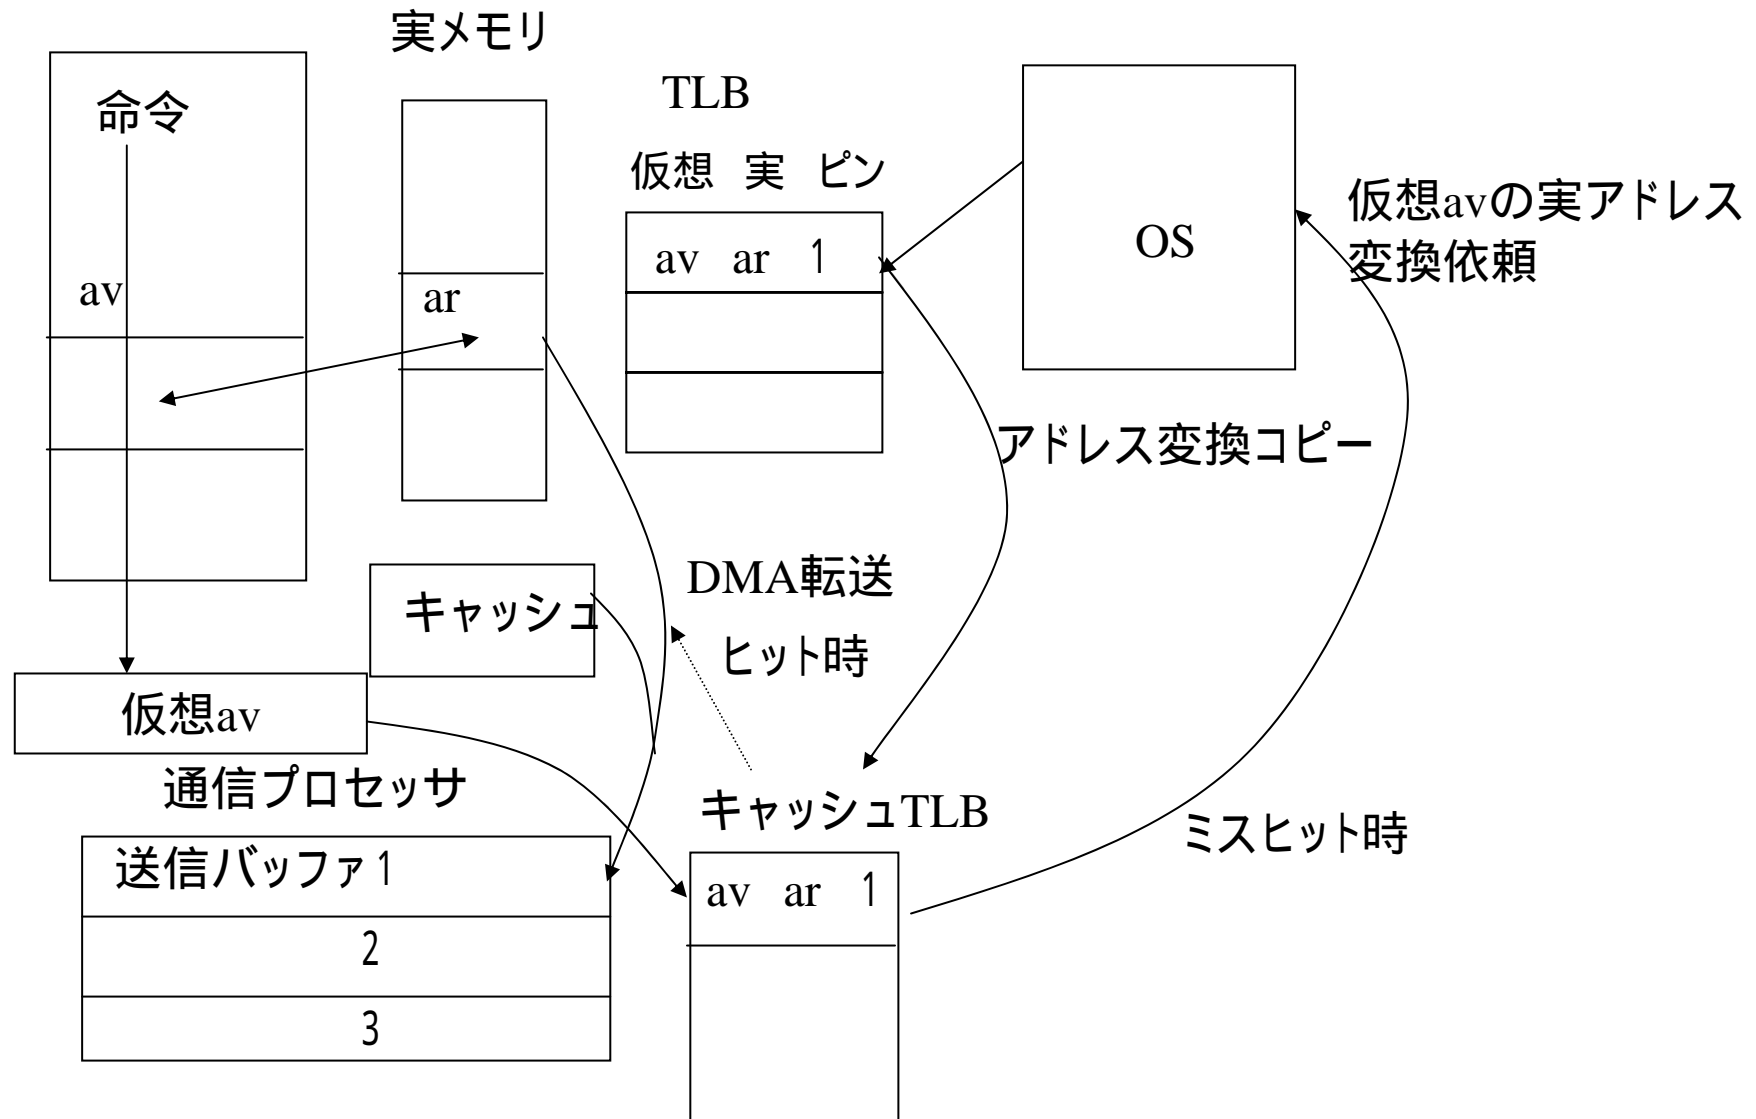 実メモリ
命令
TLB
仮想 実 ピン
av ar 1
OS
仮想avの実アドレス
変換依頼
av
ar
アドレス変換コピー
キャッシュ
DMA転送
ヒット時
仮想av
通信プロセッサ
キャッシュTLB
ミスヒット時
送信バッファ1
2
3
av ar 1